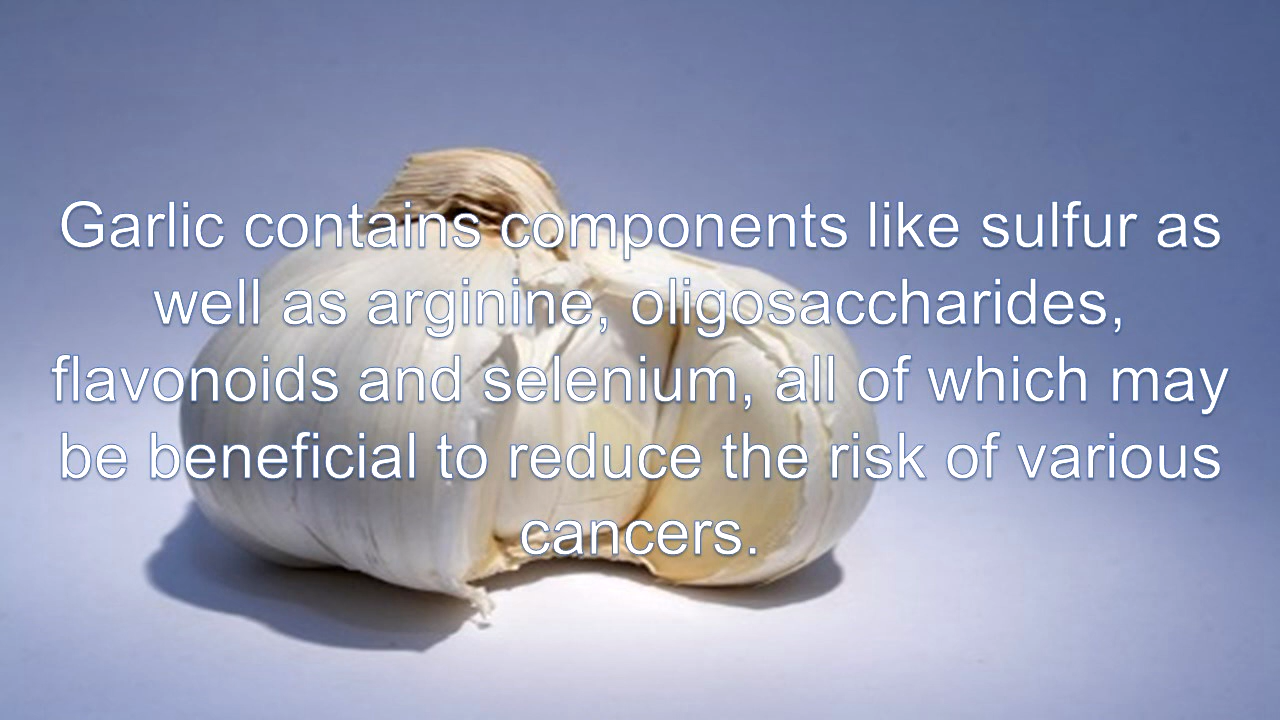 Garlic contains components like sulfur as
well as arginine, oligosaccharides,
flavonoids and selenium, all of which may
be beneficial to reduce the risk of various
cancers.